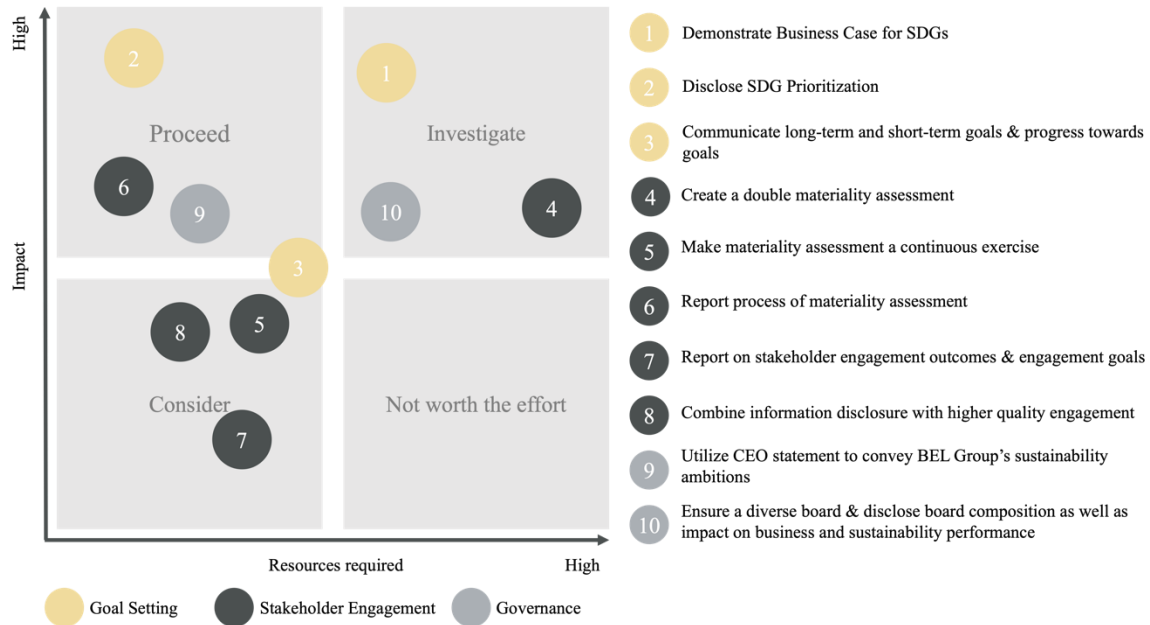 High
Impact
Proceed
Investigate
Consider
Not worth the effort
2
1
6
9
10
4
3
8
5
7
Resources required
High
1 Demonstrate Business Case for SDGs
2 Disclose SDG Prioritization
3 Communicate long-term and short-term goals & progress towards
goals
4 Create a double materiality assessment
5 Make materiality assessment a continuous exercise
6 Report process of materiality assessment
7 Report on stakeholder engagement outcomes & engagement goals
8 Combine information disclosure with higher quality engagement
9 Utilize CEO statement to convey BEL Group’s sustainability
ambitions
10 Ensure a diverse board & disclose board composition as well as
impact on business and sustainability performance
Goal Setting
Stakeholder Engagement
Governance